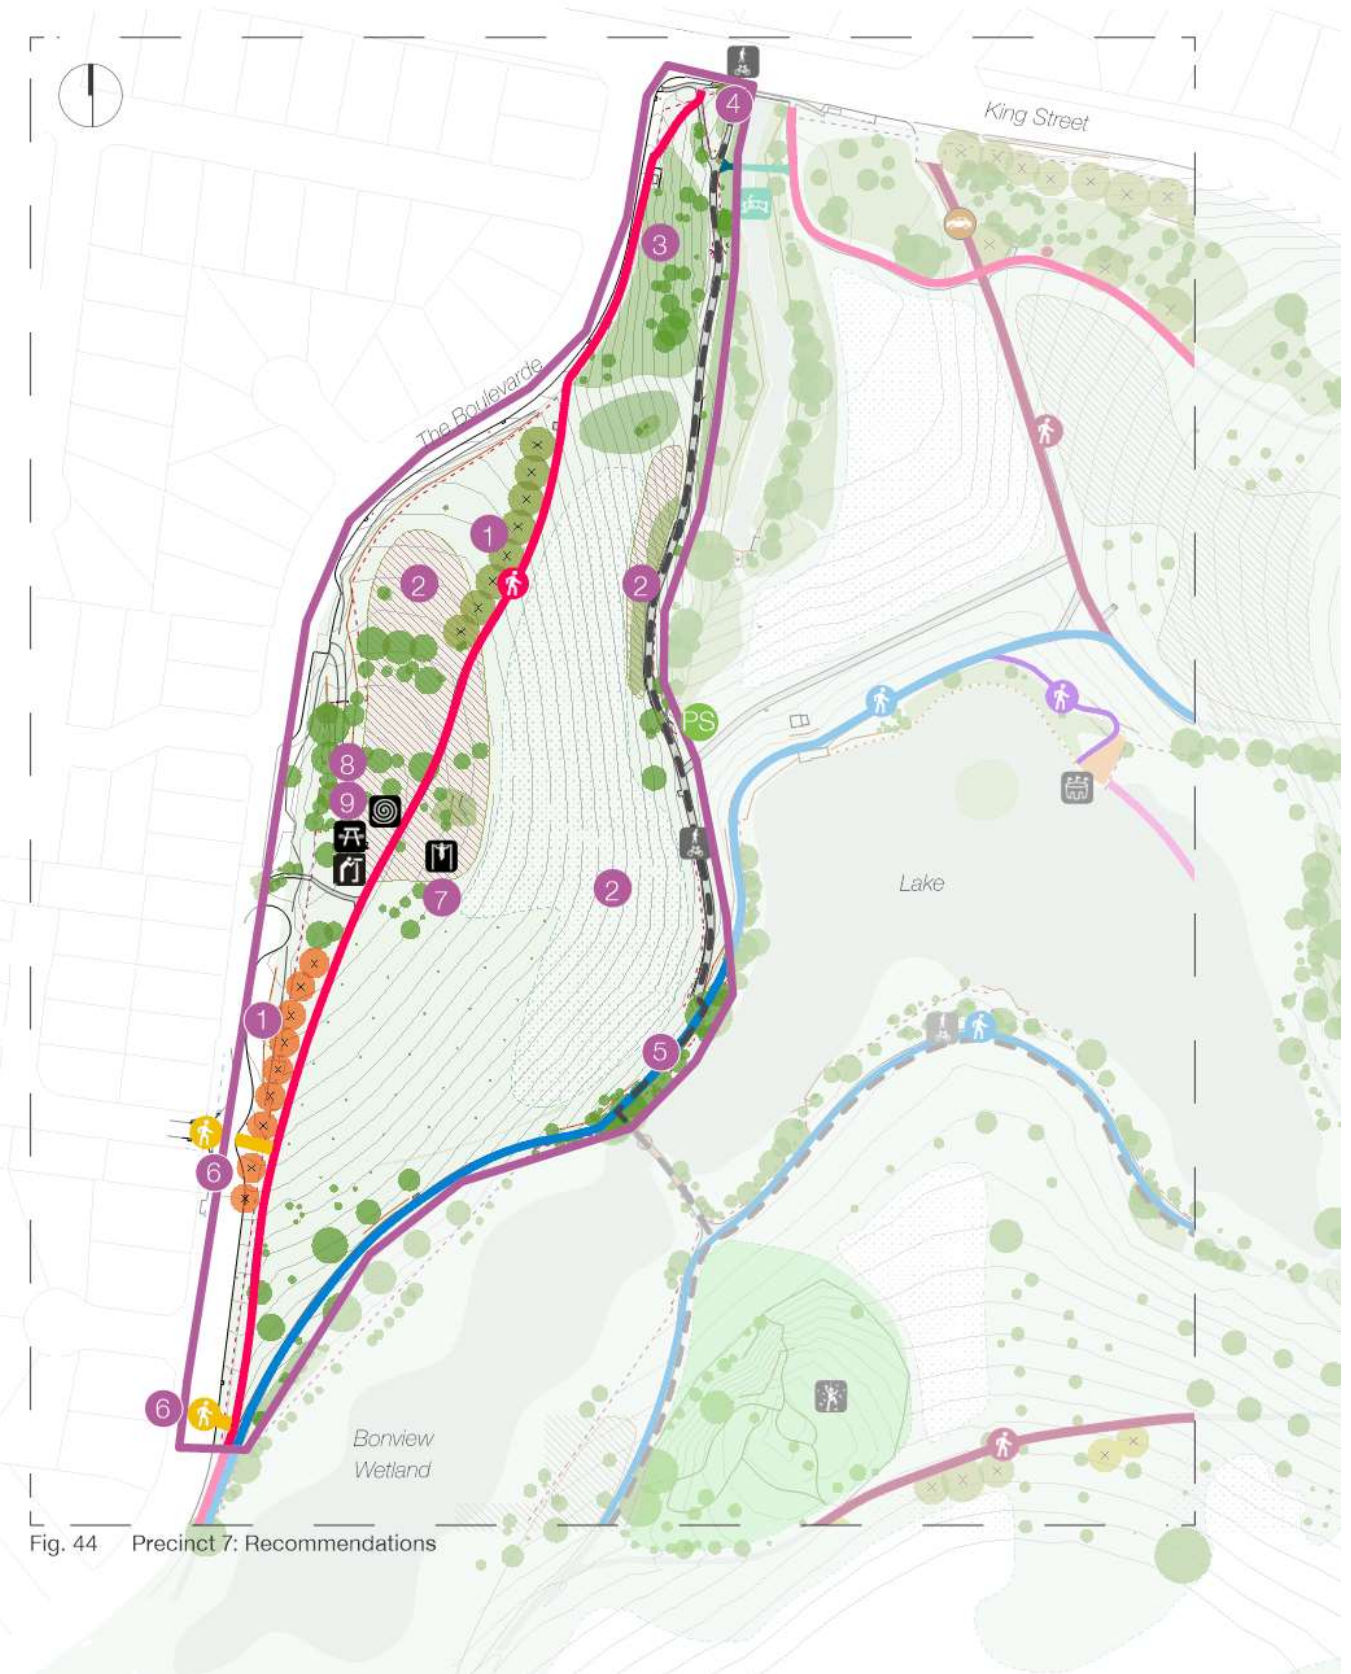 4
King Street
3
The Boulevarde
1
2
2
PS
8
9
7
2
Lake
1
5
6
6
Bonview
Wetland
Fig. 44 Precinct 7: Recommendations